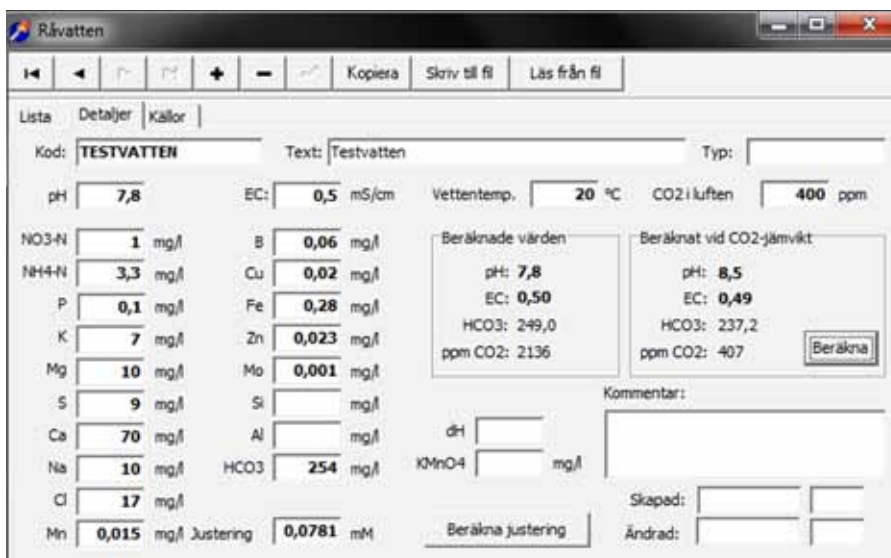 Råvatten
Kopiera Skriv till fil Läs från fil
Lista Detaljer Källor
Kod: TESTVATTEN Text: Testvatten Typ:
pH 7,8 EC: 0,5 mS/cm Vettentemp. 20 ºC CO2 i luften 400 ppm
NO3-N 1 mg/l B 0,06 mg/l Beräknade värden Beräknat vid CO2-jämvikt
NH4-N 3,3 mg/l Cu 0,02 mg/l pH: 7,8 pH: 8,5
P 0,1 mg/l Fe 0,28 mg/l EC: 0,50 EC: 0,49
K 7 mg/l Zn 0,023 mg/l HCO3: 249,0 HCO3: 237,2
Mg 10 mg/l Mo 0,001 mg/l ppm CO2: 2136 ppm CO2: 407 Beräkna
S 9 mg/l Si mg/l Kommentar:
Ca 70 mg/l Al mg/l dH
Na 10 mg/l HCO3 254 mg/l KMnO4 mg/l
Cl 17 mg/l Skapad:
Mn 0,015 mg/l Justering 0,0781 mM Beräkna justering Ändrad: